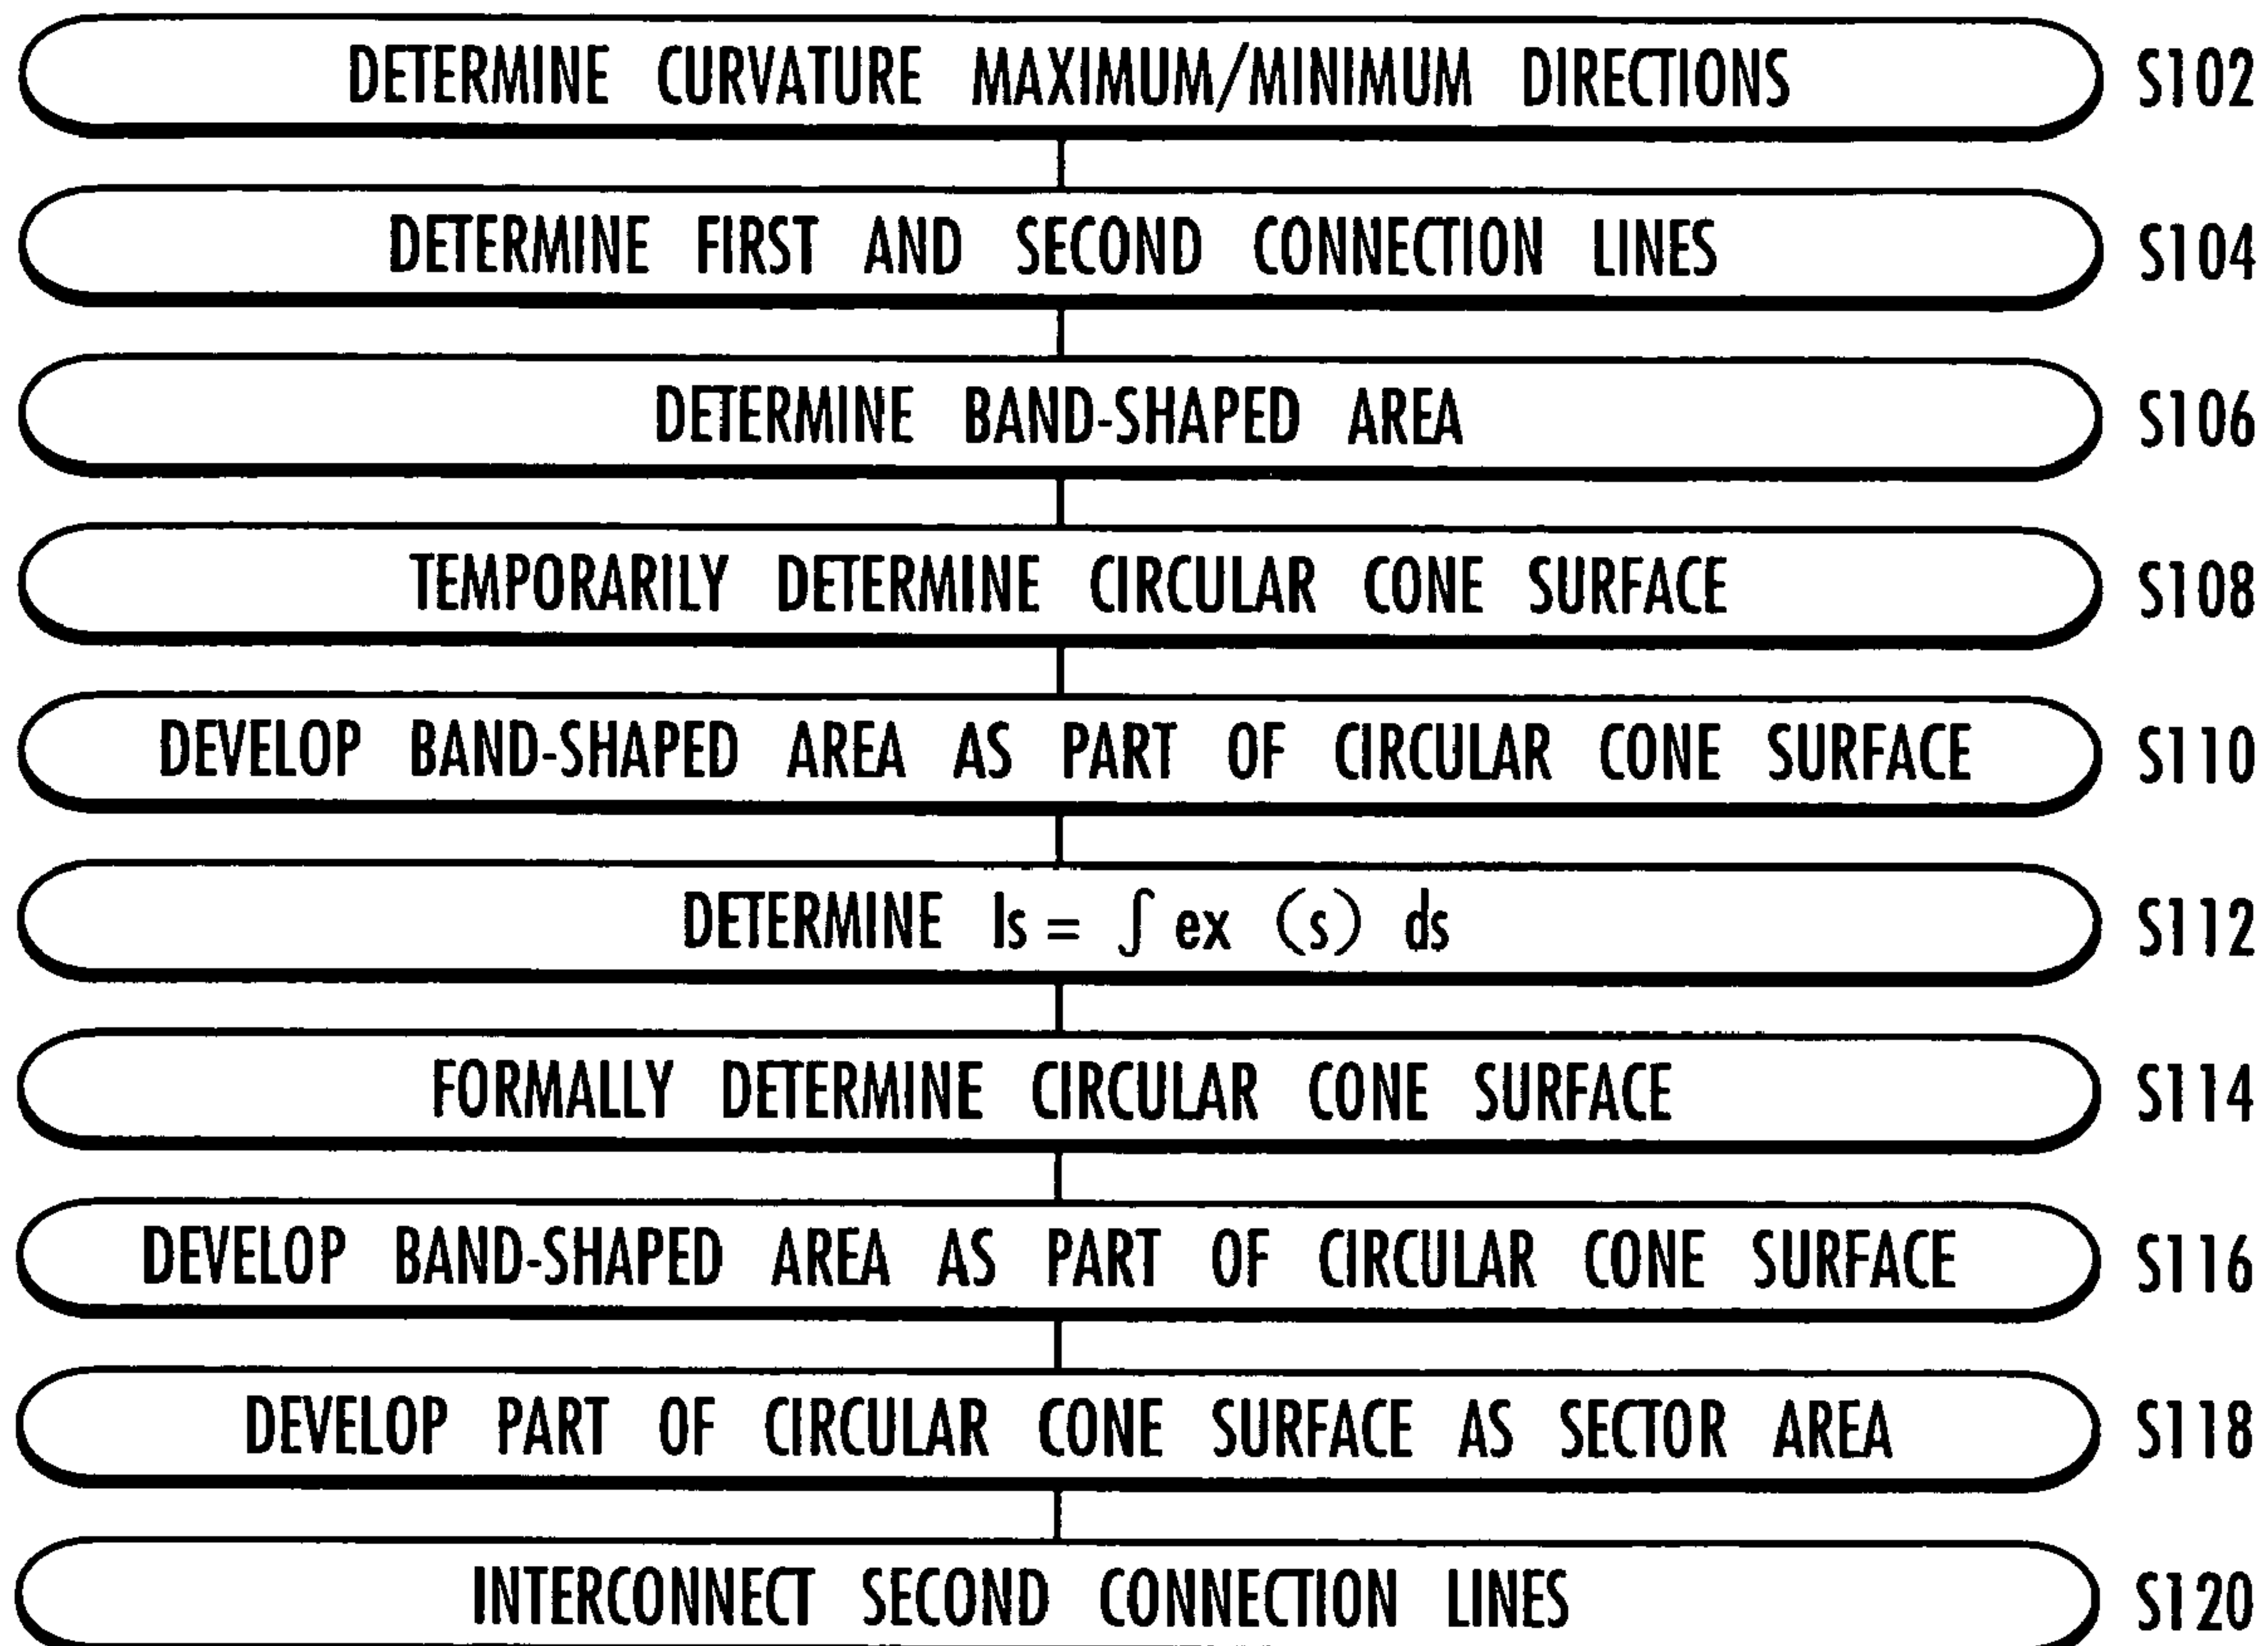 DETERMINE CURVATURE MAXIMUM/MINIMUM DIRECTIONS S102
DETERMINE FIRST AND SECOND CONNECTION LINES S104
DETERMINE BAND-SHAPED AREA S106
TEMPORARILY DETERMINE CIRCULAR CONE SURFACE S108
DEVELOP BAND-SHAPED AREA AS PART OF CIRCULAR CONE SURFACE S110
DETERMINE Is = ∫ ex (s) ds S112
FORMALLY DETERMINE CIRCULAR CONE SURFACE S114
DEVELOP BAND-SHAPED AREA AS PART OF CIRCULAR CONE SURFACE S116
DEVELOP PART OF CIRCULAR CONE SURFACE AS SECTOR AREA S118
INTERCONNECT SECOND CONNECTION LINES S120